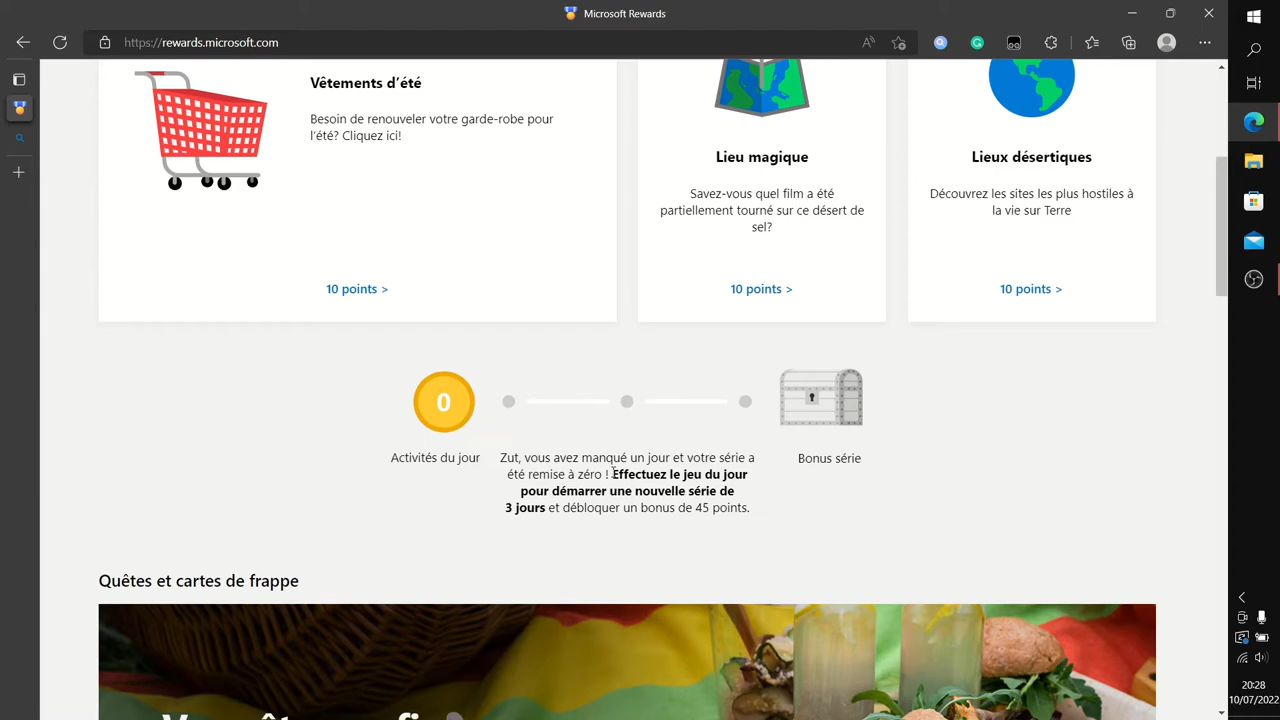 Microsoft Rewards
https://rewards.microsoft.com
Vêtements d’été
Besoin de renouveler votre garde-robe pour
l’été? Cliquez ici!
10 points >
Lieu magique
Savez-vous quel film a été
partiellement tourné sur ce désert de
sel?
10 points >
Lieux désertiques
Découvrez les sites les plus hostiles à
la vie sur Terre
10 points >
0
Activités du jour
Zut, vous avez manqué un jour et votre série a
été remise à zéro ! Effectuez le jeu du jour
pour démarrer une nouvelle série de
3 jours et débloquer un bonus de 45 points.
Bonus série
Quêtes et cartes de frappe
20:28
10/07/2022